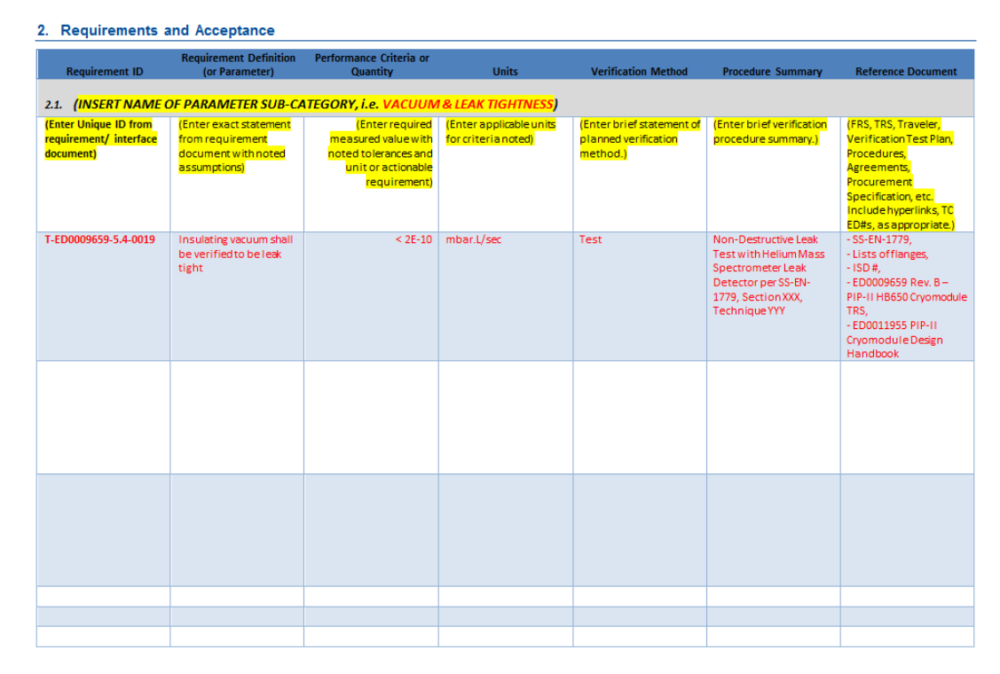 2. Requirements and Acceptance
Requirement ID
Requirement Definition
(or Parameter)
Performance Criteria or
Quantity
Units
Verification Method
Procedure Summary
Reference Document
2.1. (INSERT NAME OF PARAMETER SUB-CATEGORY, i.e. VACUUM & LEAK TIGHTNESS)
(Enter Unique ID from
requirement/ interface
document)
(Enter exact statement
from requirement
document with noted
assumptions)
(Enter required
measured value with
noted tolerances and
unit or actionable
requirement)
(Enter applicable units
for criteria noted)
(Enter brief statement of
planned verification
method.)
(Enter brief verification
procedure summary.)
(FRS, TRS, Traveler,
Verification Test Plan,
Procedures,
Agreements,
Procurement
Specification, etc.
Include hyperlinks, TC
ED#s, as appropriate.)
T-ED0009659-5.4-0019
Insulating vacuum shall
be verified to be leak
tight
< 2E-10
mbar.L/sec
Test
Non-Destructive Leak
Test with Helium Mass
Spectrometer Leak
Detector per SS-EN-
1779, Section XXX,
Technique YYY
- SS-EN-1779,
- Lists of flanges,
- ISD #,
- ED0009659 Rev. B –
PIP-II HB650 Cryomodule
TRS,
- ED0011955 PIP-II
Cryomodule Design
Handbook